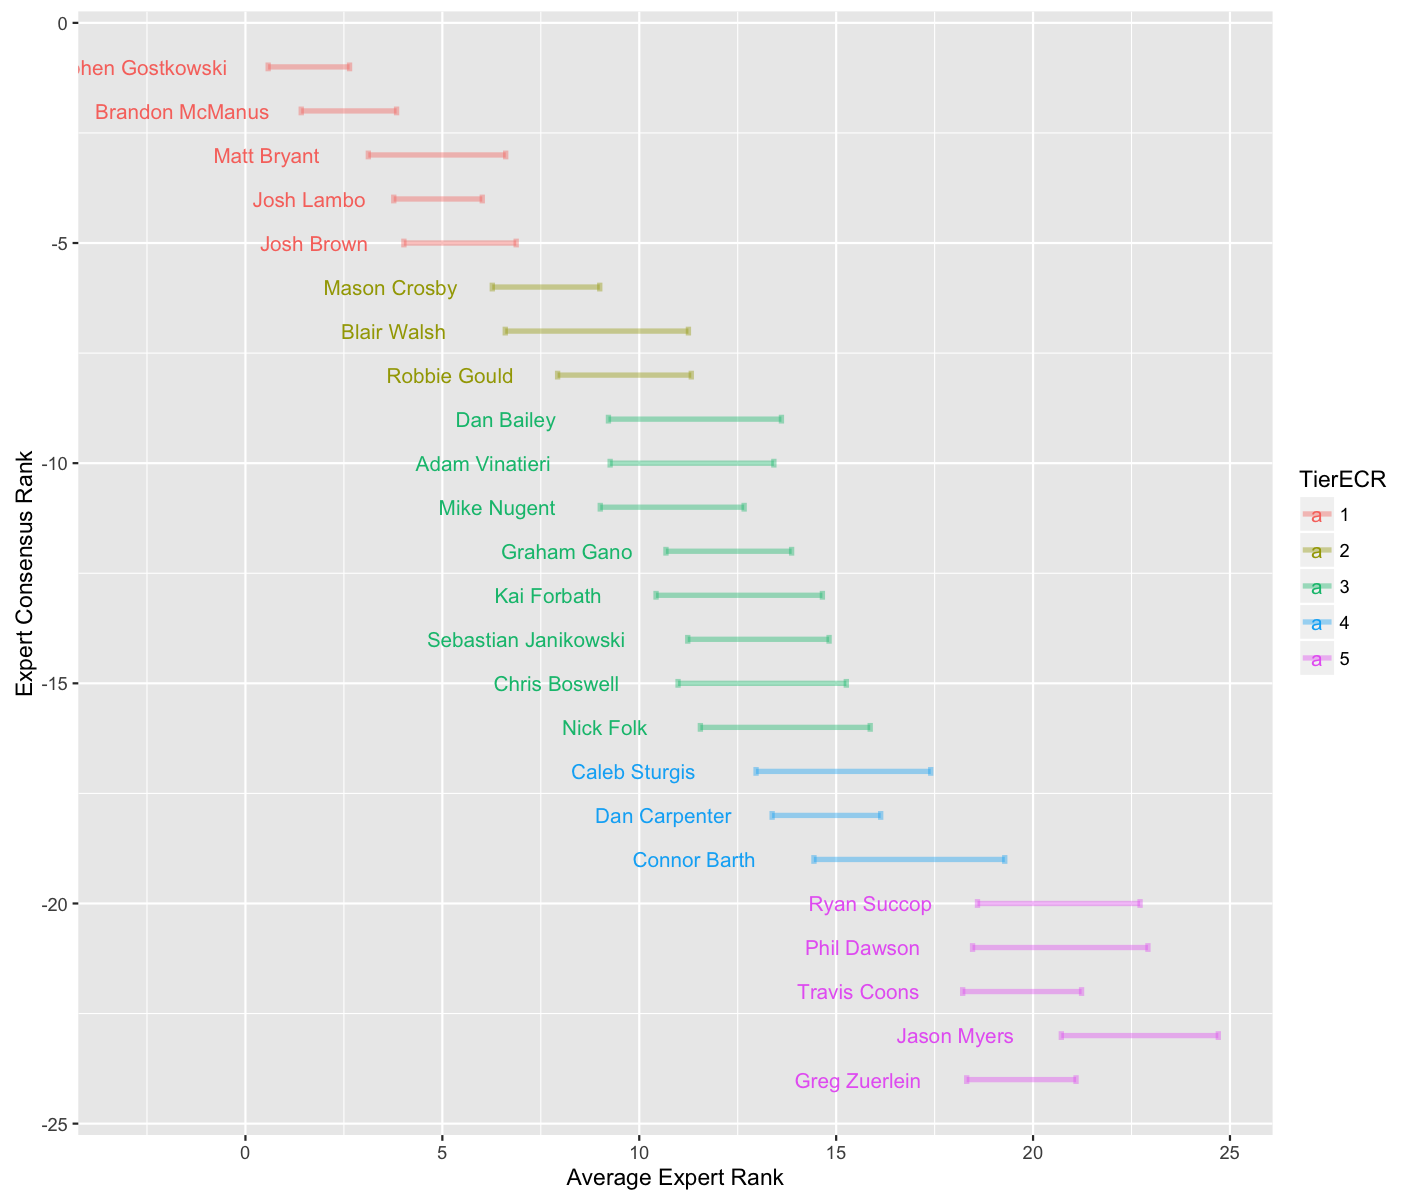 0
phen Gostkowski
Brandon McManus
Matt Bryant
Josh Lambo
-5
Josh Brown
Mason Crosby
Blair Walsh
Robbie Gould
Dan Bailey
-10
Adam Vinatieri
Mike Nugent
Graham Gano
Kai Forbath
Sebastian Janikowski
-15
Chris Boswell
Nick Folk
Caleb Sturgis
Dan Carpenter
Connor Barth
-20
Ryan Succop
Phil Dawson
Travis Coons
Jason Myers
Greg Zuerlein
-25
0 5 10 15 20 25
Average Expert Rank
Expert Consensus Rank
TierECR
a 1
a 2
a 3
a 4
a 5